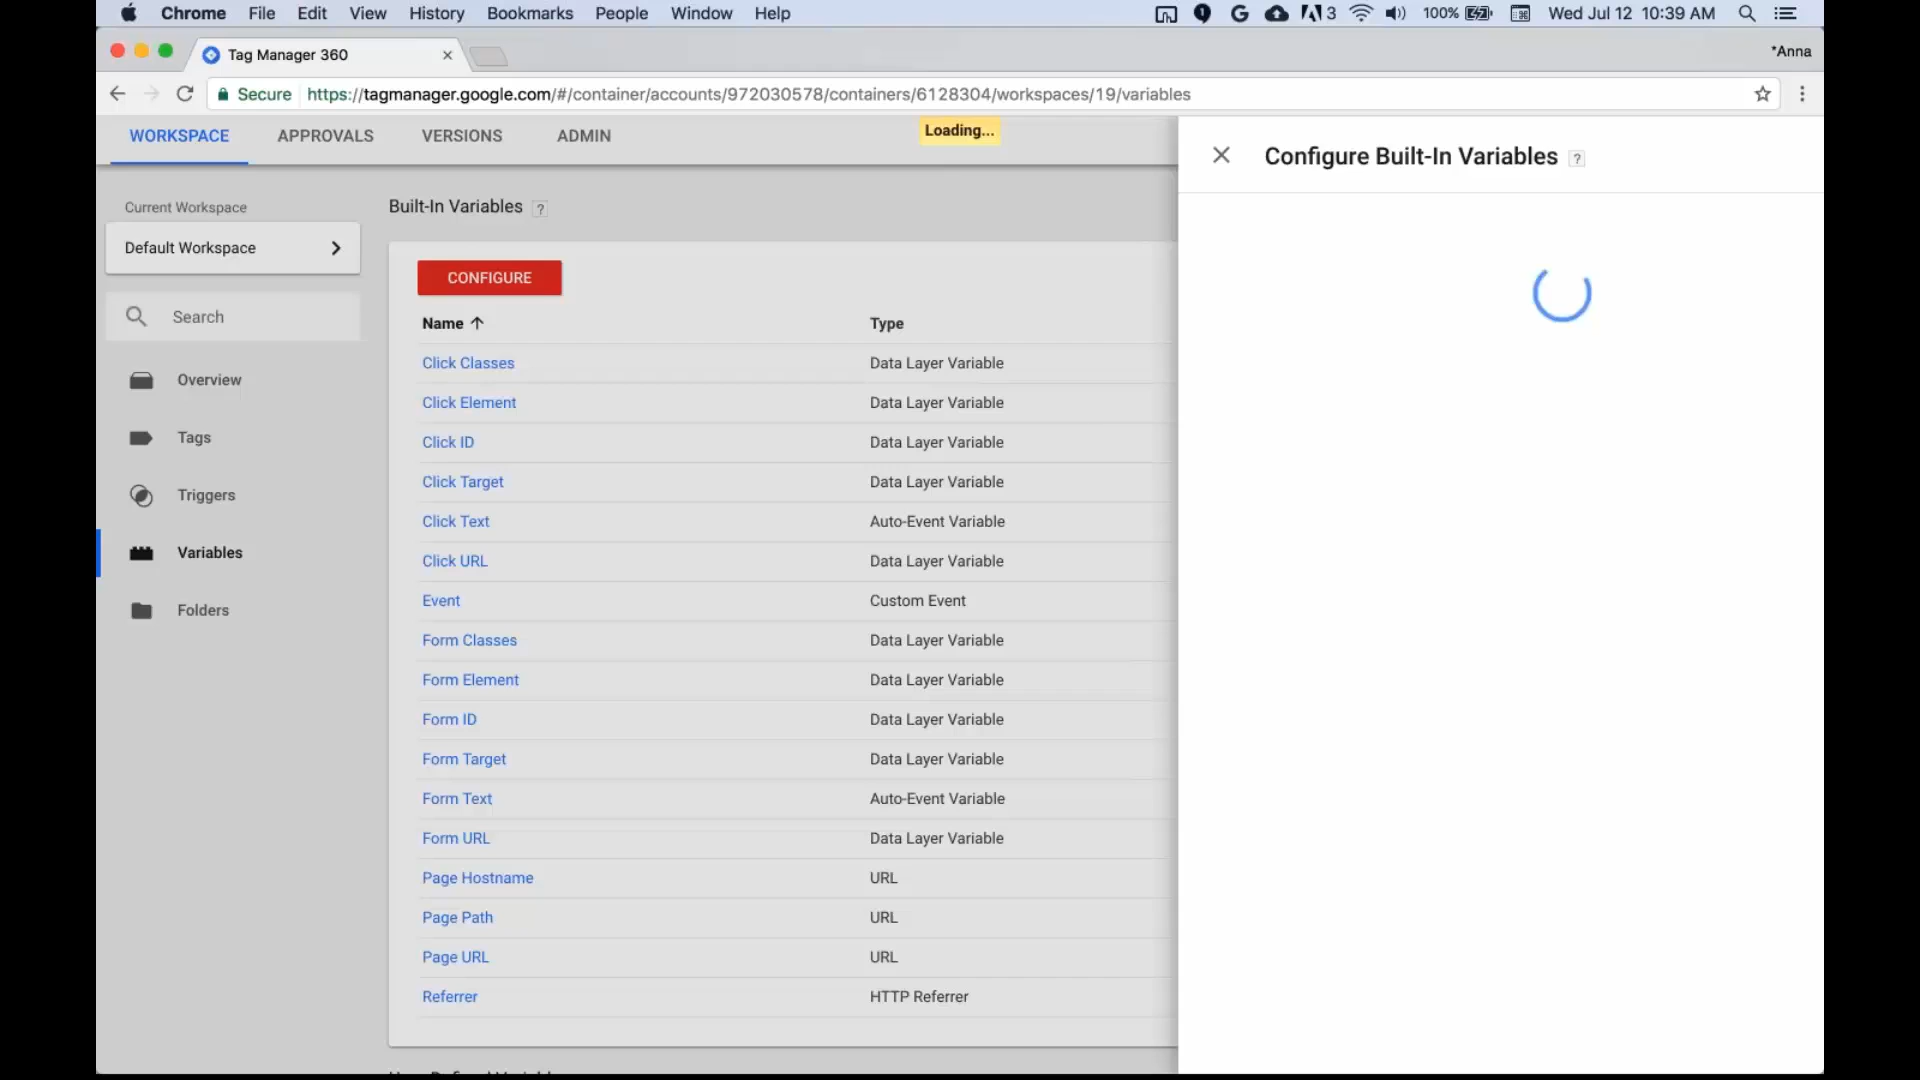 Chrome File Edit View History Bookmarks People Window Help 3 100% Wed Jul 12 10:39 AM
Tag Manager 360 *Anna
Secure https://tagmanager.google.com/#/container/accounts/972030578/containers/6128304/workspaces/19/variables
WORKSPACE APPROVALS VERSIONS ADMIN Loading...
Configure Built-In Variables ?
Current Workspace
Default Workspace
Search
Overview
Tags
Triggers
Variables
Folders
Built-In Variables ?
CONFIGURE
Name Type
Click Classes Data Layer Variable
Click Element Data Layer Variable
Click ID Data Layer Variable
Click Target Data Layer Variable
Click Text Auto-Event Variable
Click URL Data Layer Variable
Event Custom Event
Form Classes Data Layer Variable
Form Element Data Layer Variable
Form ID Data Layer Variable
Form Target Data Layer Variable
Form Text Auto-Event Variable
Form URL Data Layer Variable
Page Hostname URL
Page Path URL
Page URL URL
Referrer HTTP Referrer